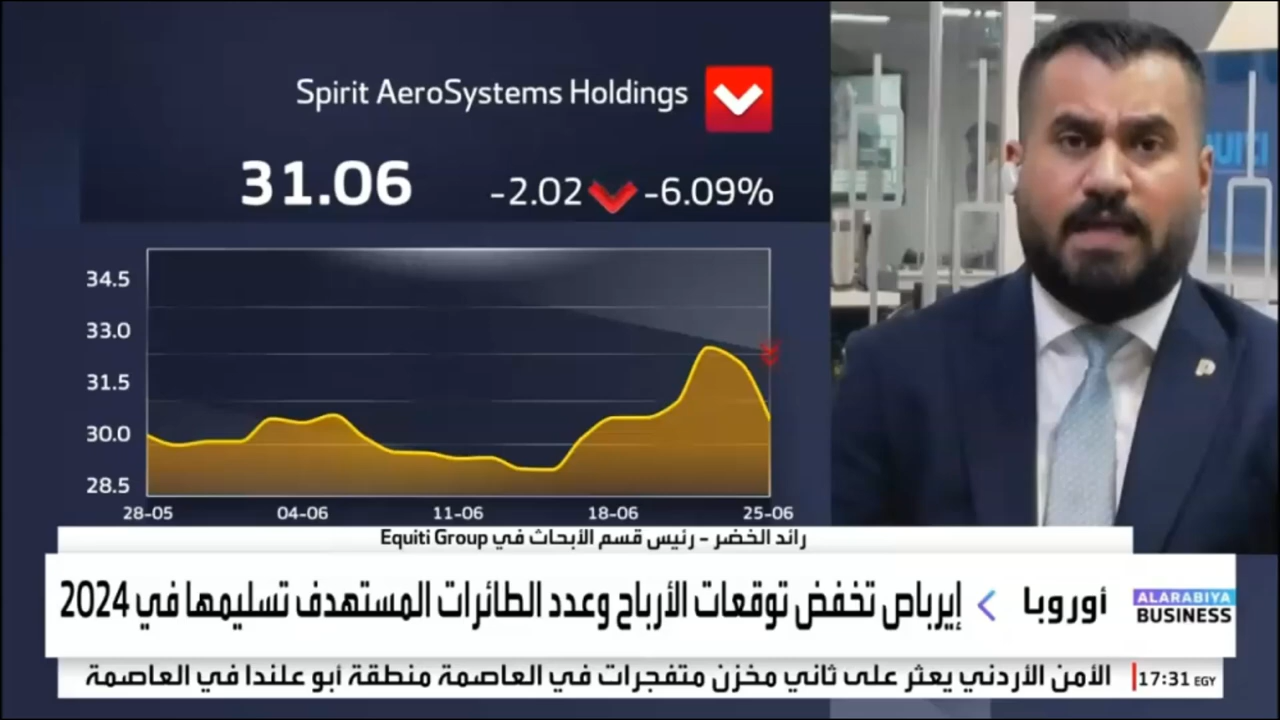 Spirit AeroSystems Holdings
31.06 -2.02 -6.09%
34.5
33.0
31.5
30.0
28.5
28-05 04-06 11-06 18-06 25-06
رائد الخضر - رئيس قسم الأبحاث في Equiti Group
أوروبا
إيرباص تخفض توقعات الأرباح وعدد الطائرات المستهدف تسليمها في 2024
ALARABIYA
BUSINESS
17:31 EGY
الأمن الأردني يعثر على ثاني مخزن متفجرات في العاصمة منطقة أبو علندا في العاصمة